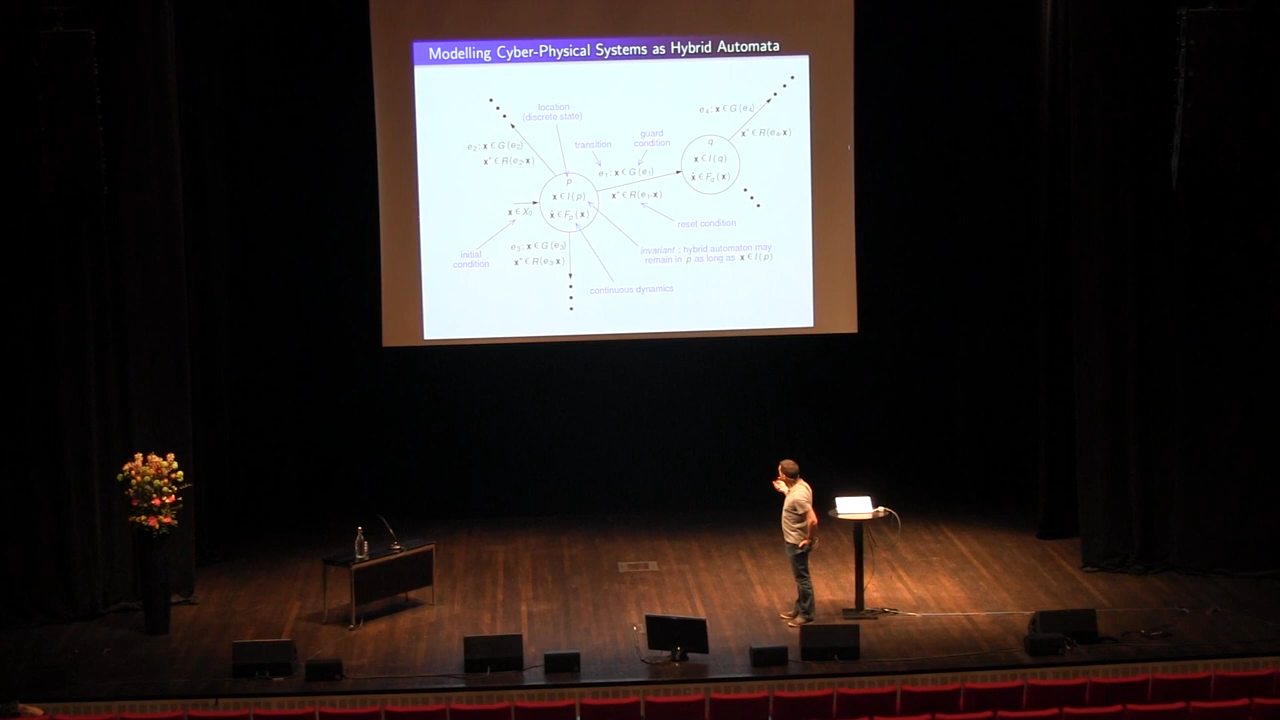 Modelling Cyber-Physical Systems as Hybrid Automata
location
(discrete state)
e₄ : x ∈ G(e₄)
x⁺ ∈ R(e₄, x)
guard
condition
transition
e₂ : x ∈ G(e₂)
x⁺ ∈ R(e₂, x)
q
x ∈ I(q)
ẋ ∈ F_q(x)
e₁ : x ∈ G(e₁)
x⁺ ∈ R(e₁, x)
p
x ∈ I(p)
ẋ ∈ F_p(x)
x ∈ X₀
reset condition
e₃ : x ∈ G(e₃)
x⁺ ∈ R(e₃, x)
initial
condition
invariant : hybrid automaton may
remain in p as long as x ∈ I(p)
continuous dynamics